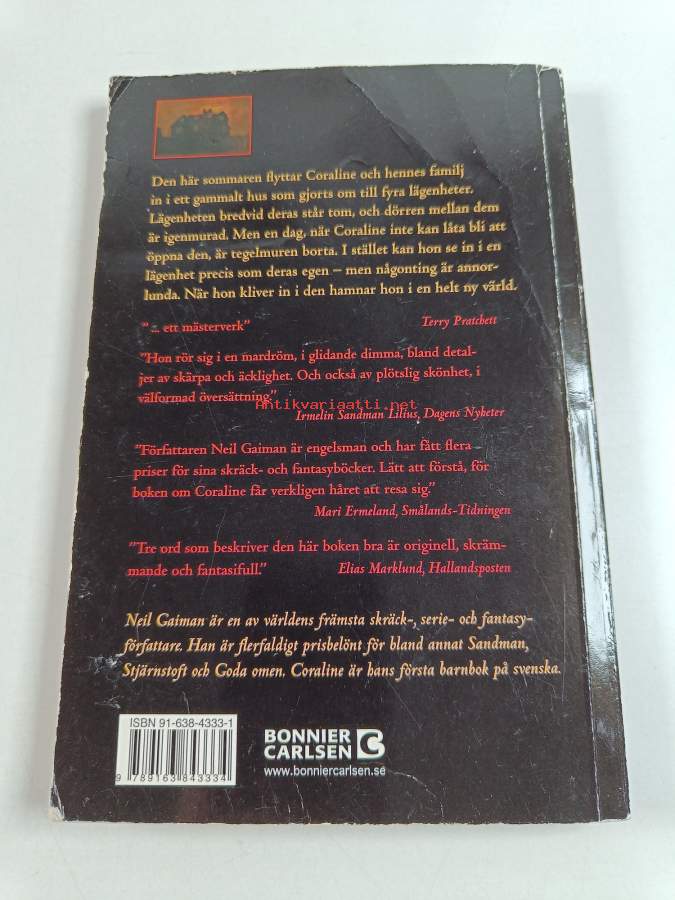 Den här sommaren flyttar Coraline och hennes familj
in i ett gammalt hus som gjorts om till fyra lägenheter.
Lägenheten bredvid deras står tom, och dörren mellan dem
är igenmurad. Men en dag, när Coraline inte kan låta bli att
öppna den, är tegelmuren borta. I stället kan hon se in i en
lägenhet precis som deras egen – men någonting är annor-
lunda. När hon kliver in i den hamnar hon i en helt ny värld.
"... ett mästerverk" Terry Pratchett
"Hon rör sig i en mardröm, i glidande dimma, bland detal-
jer av skärpa och äcklighet. Och också av plötslig skönhet, i
välformad översättning."
Antikvariaatti.net
Irmelin Sandman Lilius, Dagens Nyheter
"Författaren Neil Gaiman är engelsman och har fått flera
priser för sina skräck- och fantasyböcker. Lätt att förstå, för
boken om Coraline får verkligen håret att resa sig."
Mari Ermeland, Smålands-Tidningen
"Tre ord som beskriver den här boken bra är originell, skräm-
mande och fantasifull." Elias Marklund, Hallandsposten
Neil Gaiman är en av världens främsta skräck-, serie- och fantasy-
författare. Han är flerfaldigt prisbelönt för bland annat Sandman,
Stjärnstoft och Goda omen. Coraline är hans första barnbok på svenska.
ISBN 91-638-4333-1
9 789163 843334
BONNIER
CARLSEN
www.bonniercarlsen.se